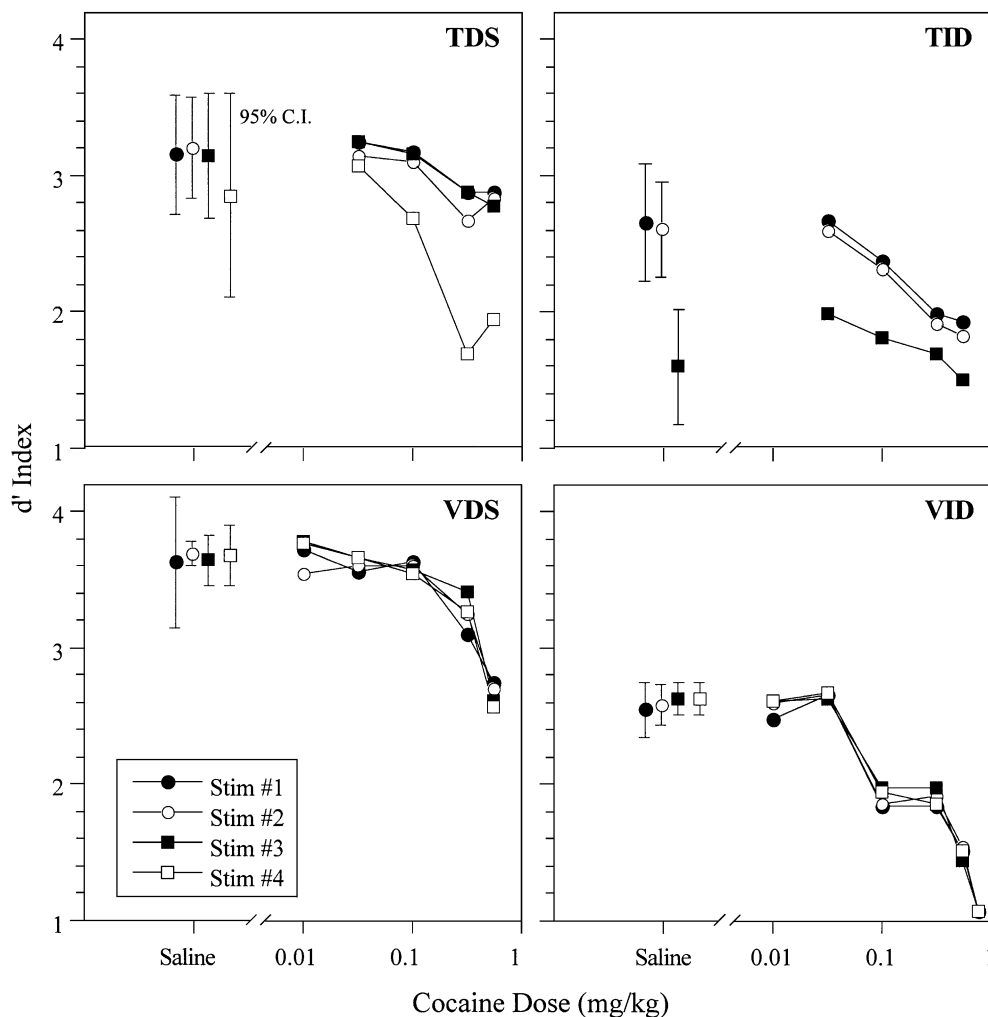 TDS
TID
4
95% C.I.
3
2
1
d' Index
VDS
VID
4
3
2
1
Stim #1
Stim #2
Stim #3
Stim #4
Saline 0.01 0.1 1 Saline 0.01 0.1 1
Cocaine Dose (mg/kg)